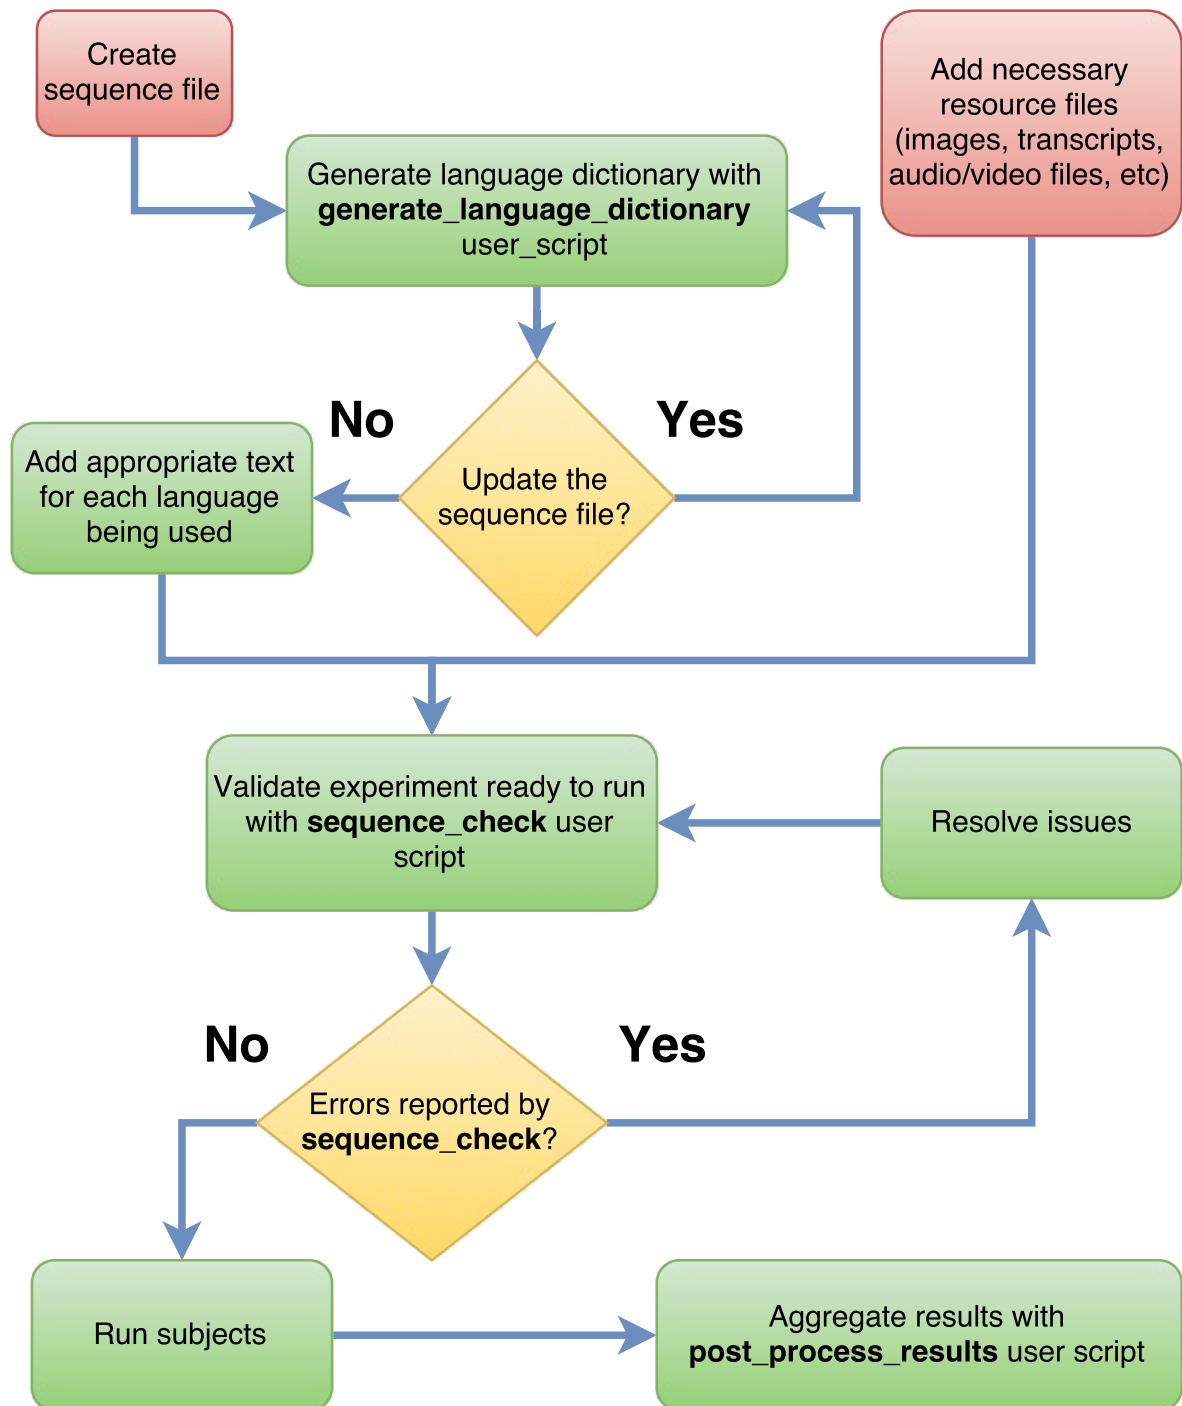 Create
sequence file
Add necessary
resource files
(images, transcripts,
audio/video files, etc)
Generate language dictionary with
generate_language_dictionary
user_script
No
Yes
Update the
sequence file?
Add appropriate text
for each language
being used
Validate experiment ready to run
with sequence_check user
script
Resolve issues
No
Yes
Errors reported by
sequence_check?
Run subjects
Aggregate results with
post_process_results user script